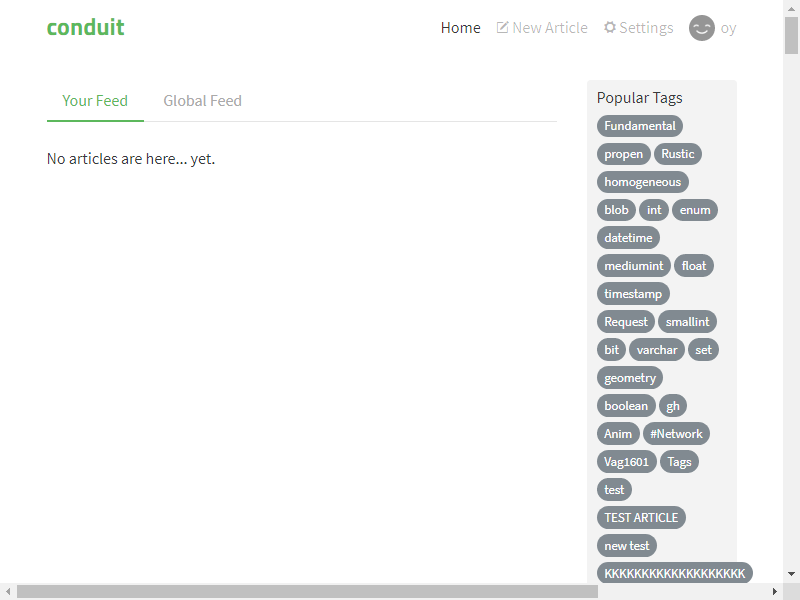 conduit
Home New Article Settings oy
Your Feed Global Feed
No articles are here... yet.
Popular Tags
Fundamental
propen Rustic
homogeneous
blob int enum
datetime
mediumint float
timestamp
Request smallint
bit varchar set
geometry
boolean gh
Anim #Network
Vag1601 Tags
test
TEST ARTICLE
new test
KKKKKKKKKKKKKKKKKKK